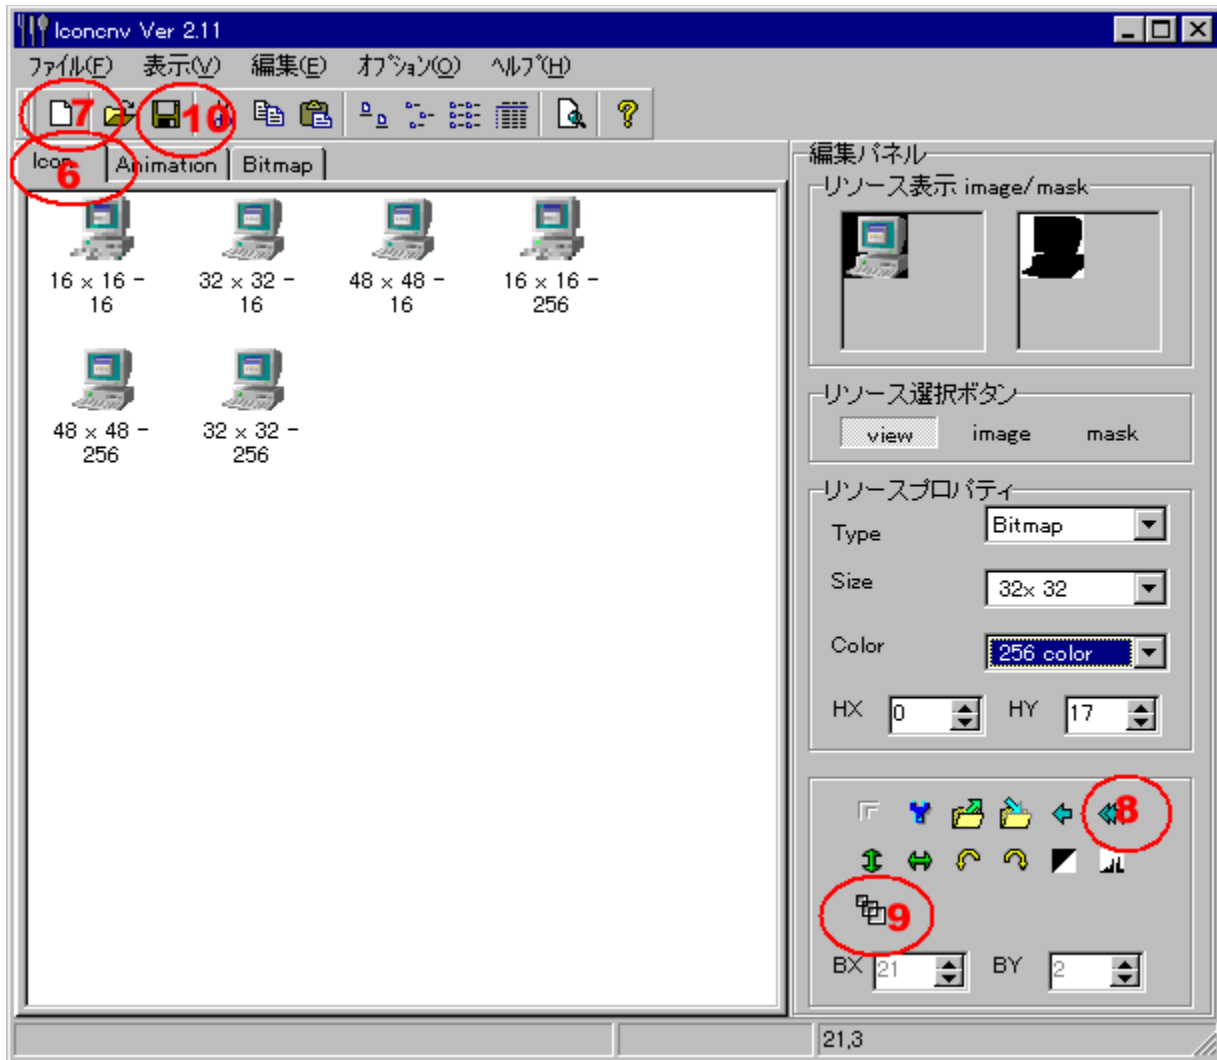 Iconcnv Ver 2.11
ファイル(F) 表示(V) 編集(E) オプション(O) ヘルプ(H)
7 10
Icon 6 Animation Bitmap
16 × 16 - 16
32 × 32 - 16
48 × 48 - 16
16 × 16 - 256
48 × 48 - 256
32 × 32 - 256
編集パネル
リソース表示 image/mask
リソース選択ボタン
view image mask
リソースプロパティ
Type Bitmap
Size 32× 32
Color 256 color
HX 0 HY 17
8
9
BX 21 BY 2
21,3